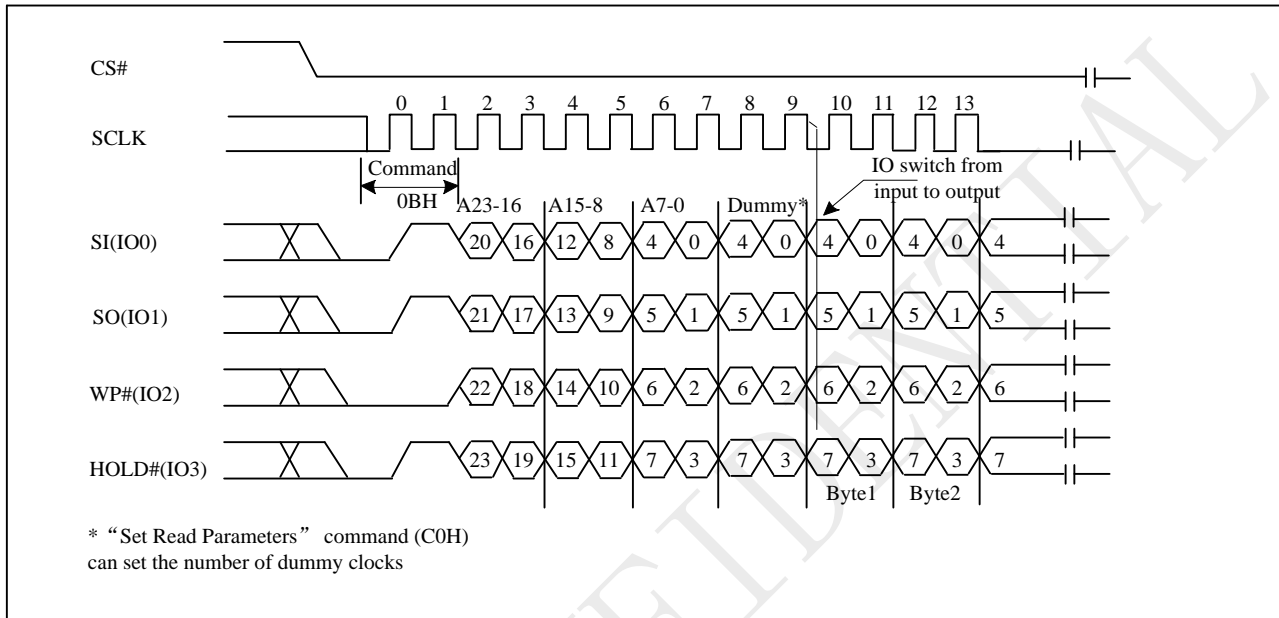 CS#
0 1 2 3 4 5 6 7 8 9 10 11 12 13
SCLK
Command
0BH
IO switch from
input to output
A23-16 A15-8 A7-0 Dummy*
SI(IO0) 20 16 12 8 4 0 4 0 4 0 4 0 4
SO(IO1) 21 17 13 9 5 1 5 1 5 1 5 1 5
WP#(IO2) 22 18 14 10 6 2 6 2 6 2 6 2 6
HOLD#(IO3) 23 19 15 11 7 3 7 3 7 3 7 3 7
Byte1 Byte2
* “Set Read Parameters” command (C0H)
can set the number of dummy clocks
FIDENTIAL